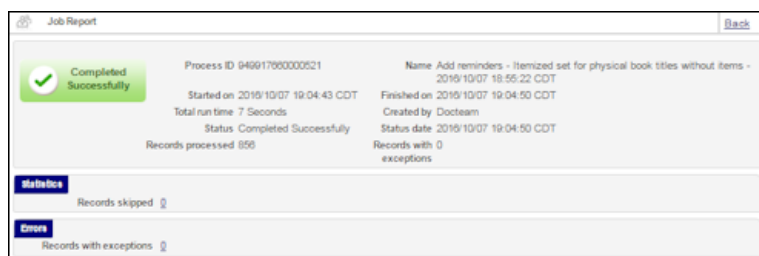 Job Report
Back
Completed Successfully
Process ID 949917660000521
Name Add reminders - Itemized set for physical book titles without items - 2016/10/07 18:55:22 CDT
Started on 2016/10/07 19:04:43 CDT
Finished on 2016/10/07 19:04:50 CDT
Total run time 7 Seconds
Created by Docteam
Status Completed Successfully
Status date 2016/10/07 19:04:50 CDT
Records processed 856
Records with exceptions 0
Statistics
Records skipped 0
Errors
Records with exceptions 0